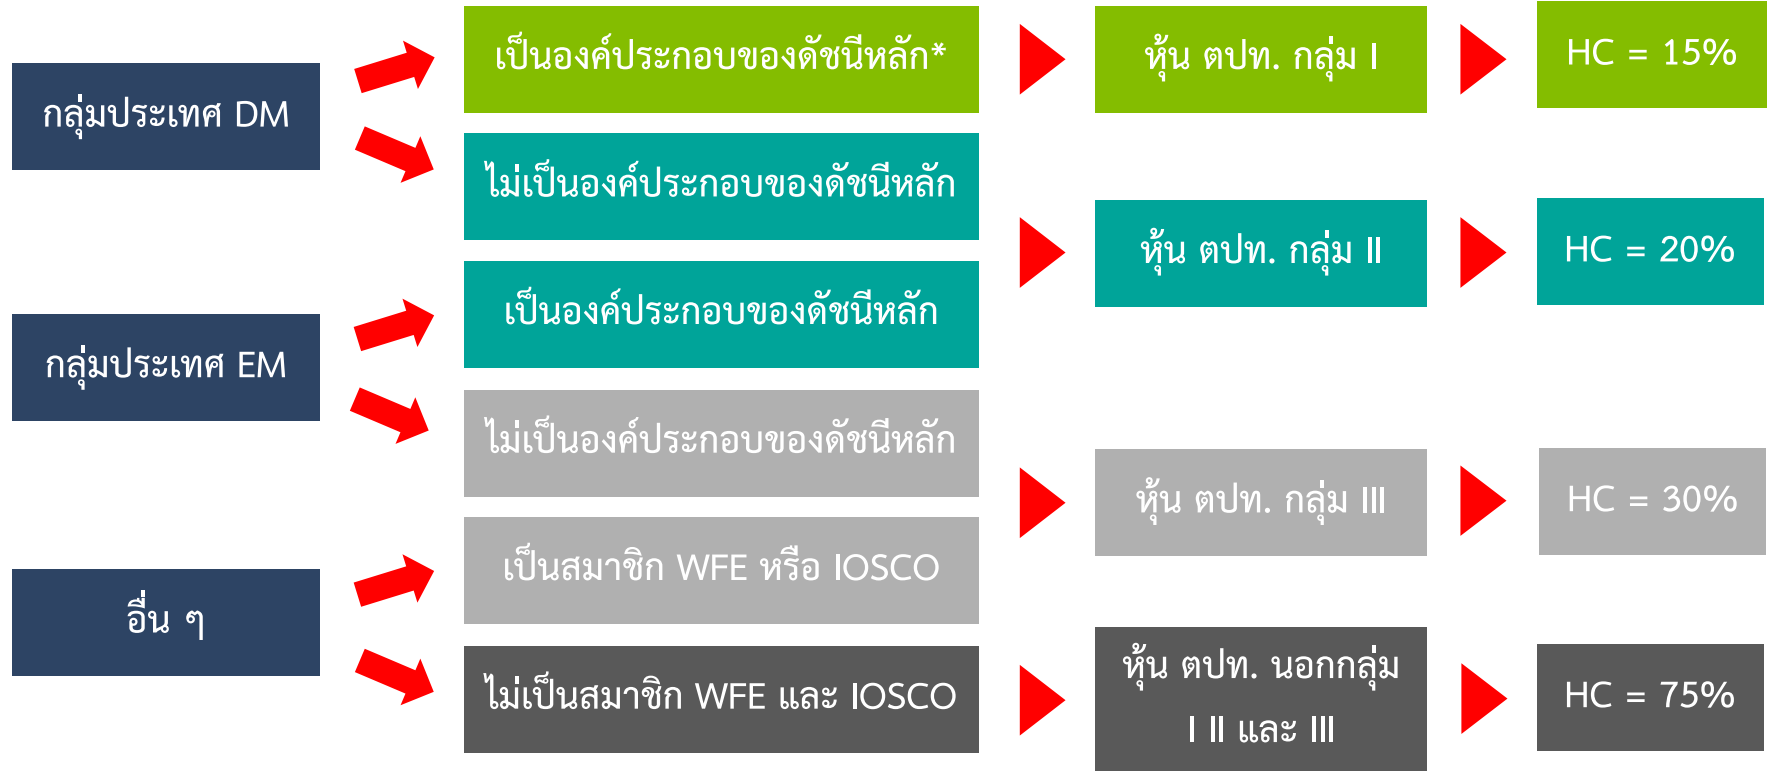 กลุ่มประเทศ DM
เป็นองค์ประกอบของดัชนีหลัก*
หุ้น ตปท. กลุ่ม I
HC = 15%
ไม่เป็นองค์ประกอบของดัชนีหลัก
หุ้น ตปท. กลุ่ม II
HC = 20%
กลุ่มประเทศ EM
เป็นองค์ประกอบของดัชนีหลัก
ไม่เป็นองค์ประกอบของดัชนีหลัก
หุ้น ตปท. กลุ่ม III
HC = 30%
อื่น ๆ
เป็นสมาชิก WFE หรือ IOSCO
ไม่เป็นสมาชิก WFE และ IOSCO
หุ้น ตปท. นอกกลุ่ม
I II และ III
HC = 75%